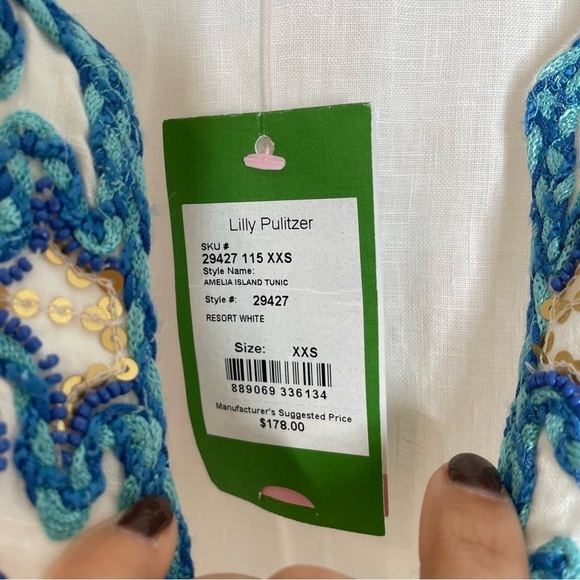 Lilly Pulitzer
SKU #
29427 115 XXS
Style Name:
AMELIA ISLAND TUNIC
Style #: 29427
RESORT WHITE
Size: XXS
889069 336134
Manufacturer's Suggested Price
$178.00